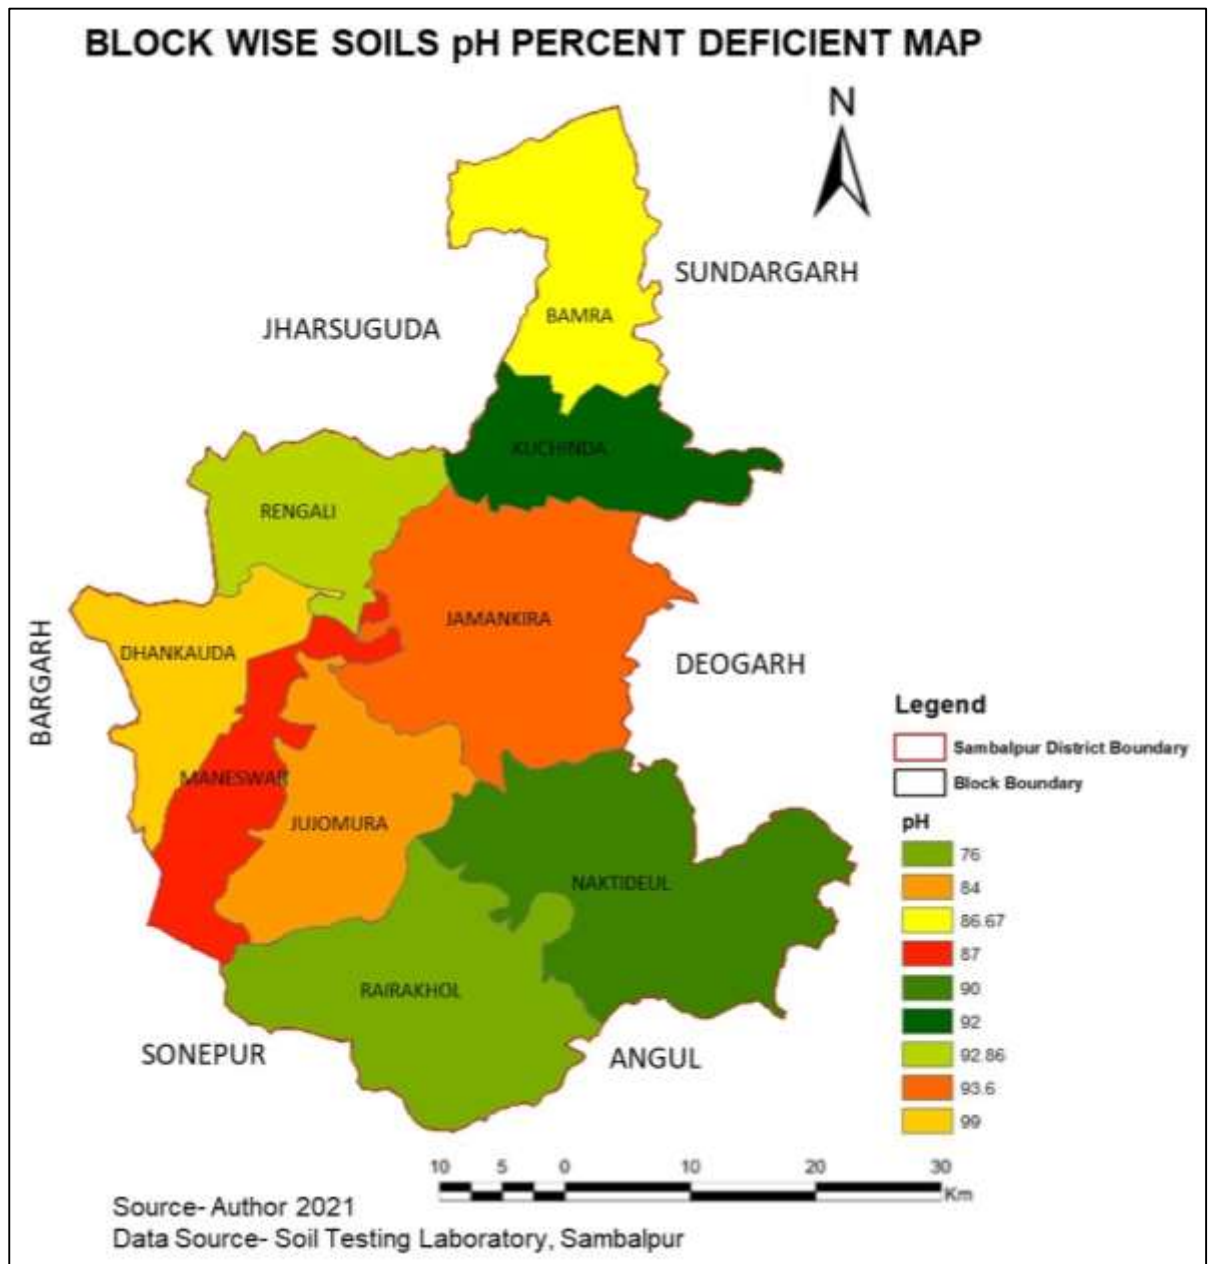 BLOCK WISE SOILS pH PERCENT DEFICIENT MAP
N
SUNDARGARH
BAMRA
JHARSUGUDA
KUCHINDA
RENGALI
JAMANKIRA
BARGARH
DHANKAUDA
DEOGARH
MANESWAR
JUJOMURA
NAKTIDEUL
RAIRAKHOL
SONEPUR
ANGUL
Legend
Sambalpur District Boundary
Block Boundary
pH
76
84
86.67
87
90
92
92.86
93.6
99
10 5 0 10 20 30
Km
Source- Author 2021
Data Source- Soil Testing Laboratory, Sambalpur